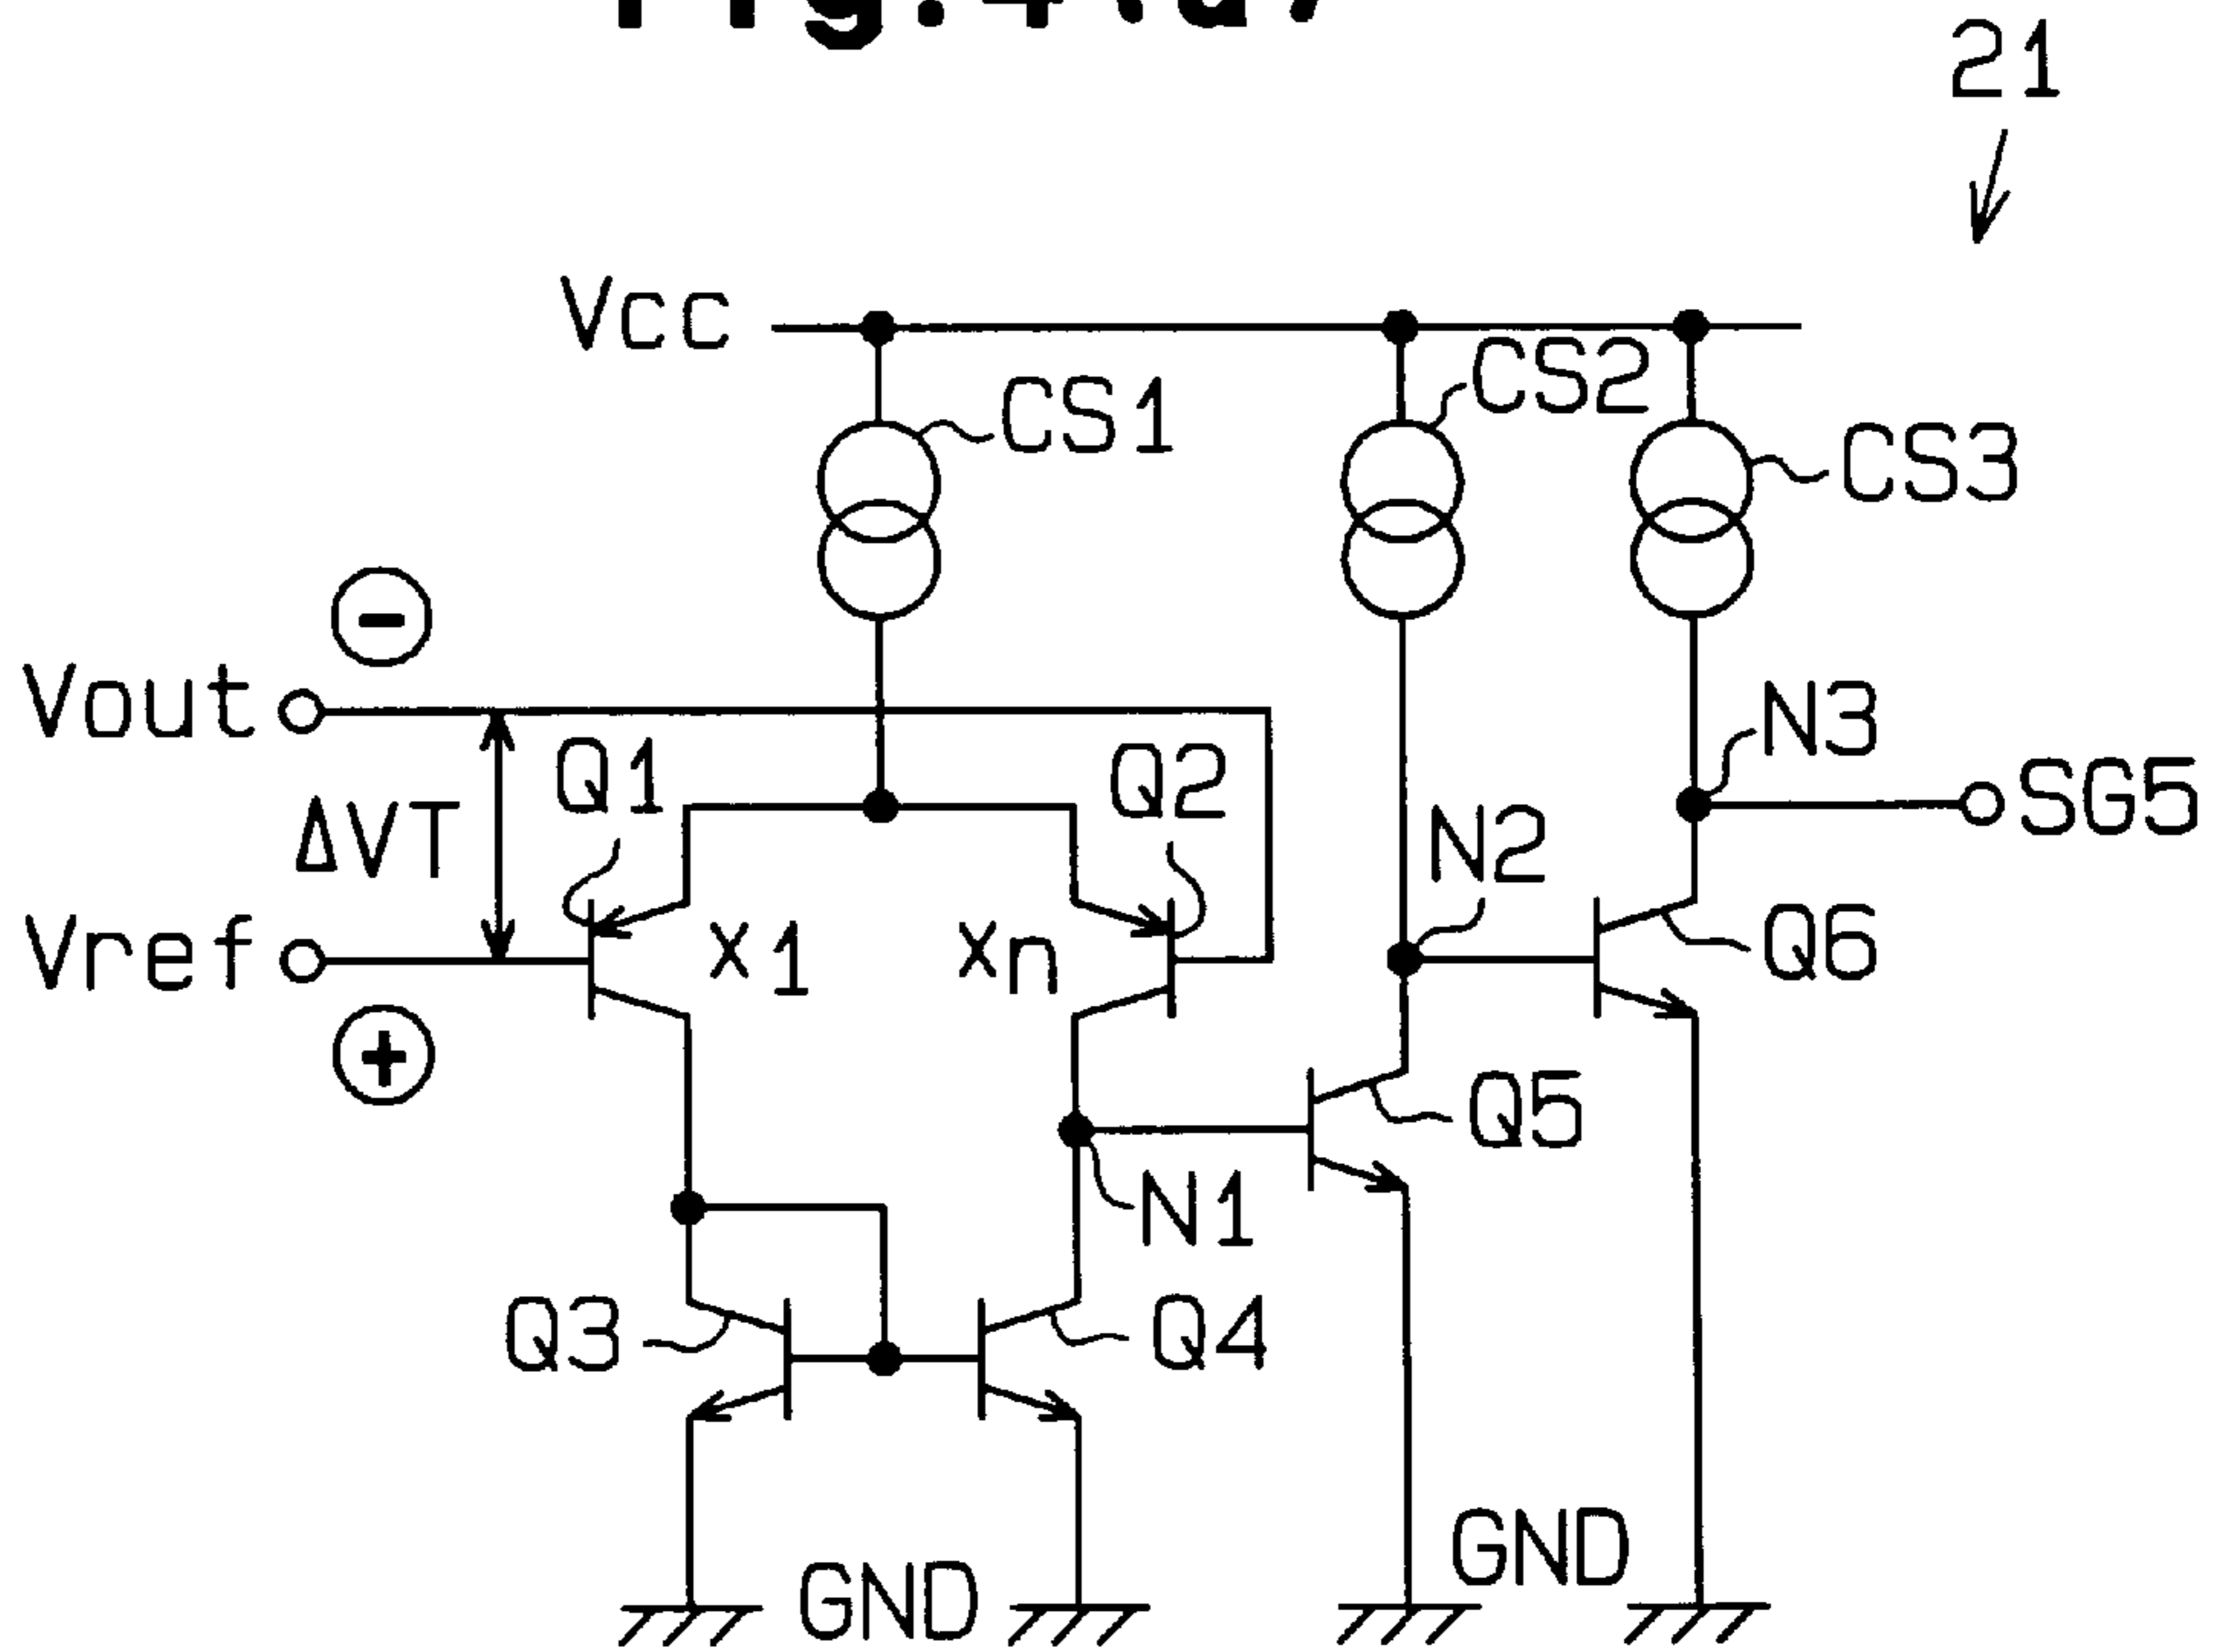 21
Vcc
CS1
CS2
CS3
Vout
Q1
Q2
N3
SG5
ΔVT
N2
Vref
x1
xn
Q6
Q5
N1
Q3
Q4
GND
GND